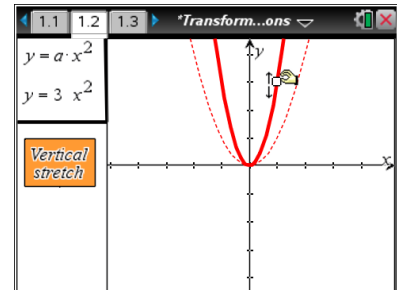 1.1 1.2 1.3 *Transform...ons
y = a· x²
y = 3 x²
Vertical
stretch
y
x